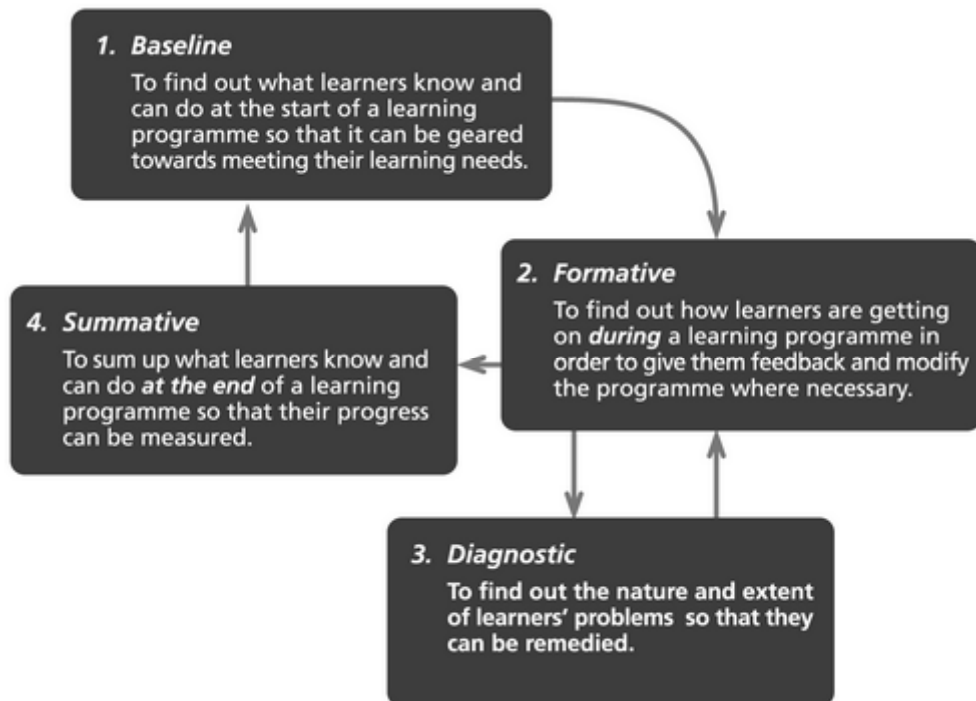 1. Baseline
To find out what learners know and
can do at the start of a learning
programme so that it can be geared
towards meeting their learning needs.
2. Formative
To find out how learners are getting
on during a learning programme in
order to give them feedback and modify
the programme where necessary.
3. Diagnostic
To find out the nature and extent
of learners’ problems so that they
can be remedied.
4. Summative
To sum up what learners know and
can do at the end of a learning
programme so that their progress
can be measured.